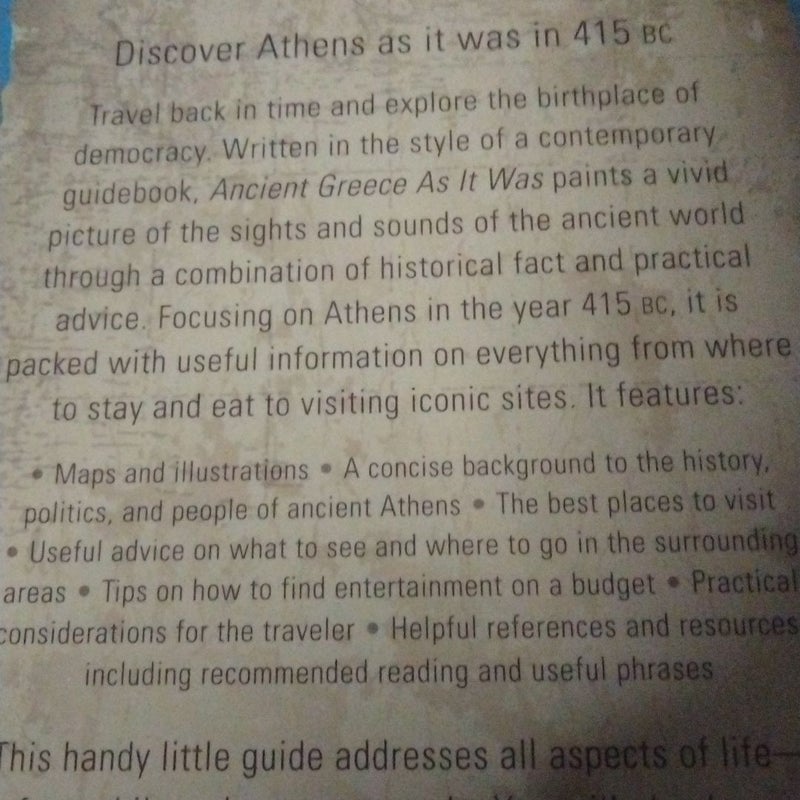 Discover Athens as it was in 415 BC
Travel back in time and explore the birthplace of
democracy. Written in the style of a contemporary
guidebook, Ancient Greece As It Was paints a vivid
picture of the sights and sounds of the ancient world
through a combination of historical fact and practical
advice. Focusing on Athens in the year 415 BC, it is
packed with useful information on everything from where
to stay and eat to visiting iconic sites. It features:
• Maps and illustrations • A concise background to the history,
politics, and people of ancient Athens • The best places to visit
• Useful advice on what to see and where to go in the surrounding
areas • Tips on how to find entertainment on a budget • Practical
considerations for the traveler • Helpful references and resources
including recommended reading and useful phrases
This handy little guide addresses all aspects of life—